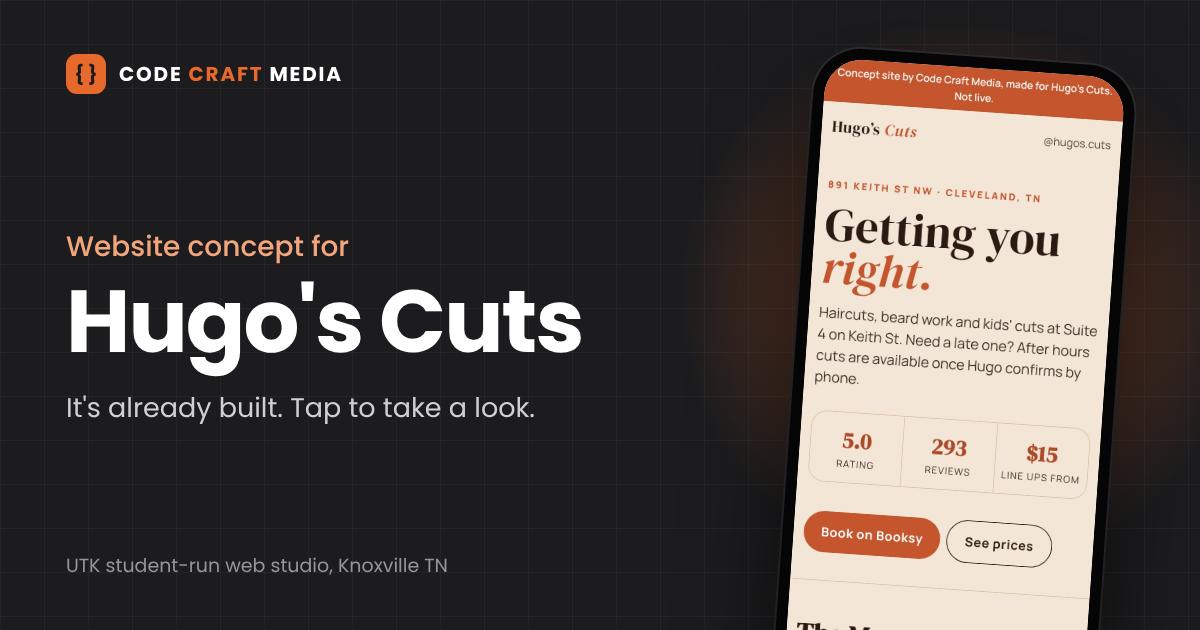 { } CODE CRAFT MEDIA
Website concept for
Hugo's Cuts
It's already built. Tap to take a look.
UTK student-run web studio, Knoxville TN
Concept site by Code Craft Media, made for Hugo's Cuts.
Not live.
Hugo's Cuts
@hugos.cuts
891 KEITH ST NW · CLEVELAND, TN
Getting you
right.
Haircuts, beard work and kids' cuts at Suite
4 on Keith St. Need a late one? After hours
cuts are available once Hugo confirms by
phone.
5.0
RATING
293
REVIEWS
$15
LINE UPS FROM
Book on Booksy
See prices